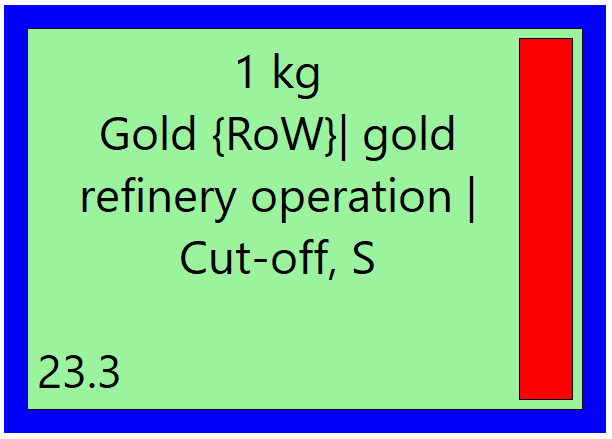 1 kg
Gold {RoW}| gold
refinery operation |
Cut-off, S
23.3